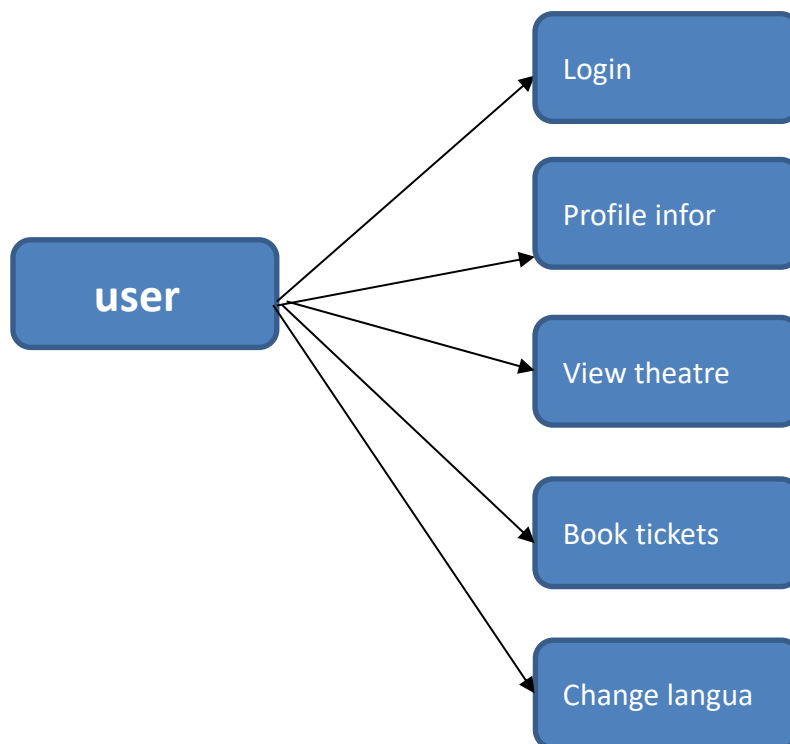 Login
Profile infor
user
View theatre
Book tickets
Change langua